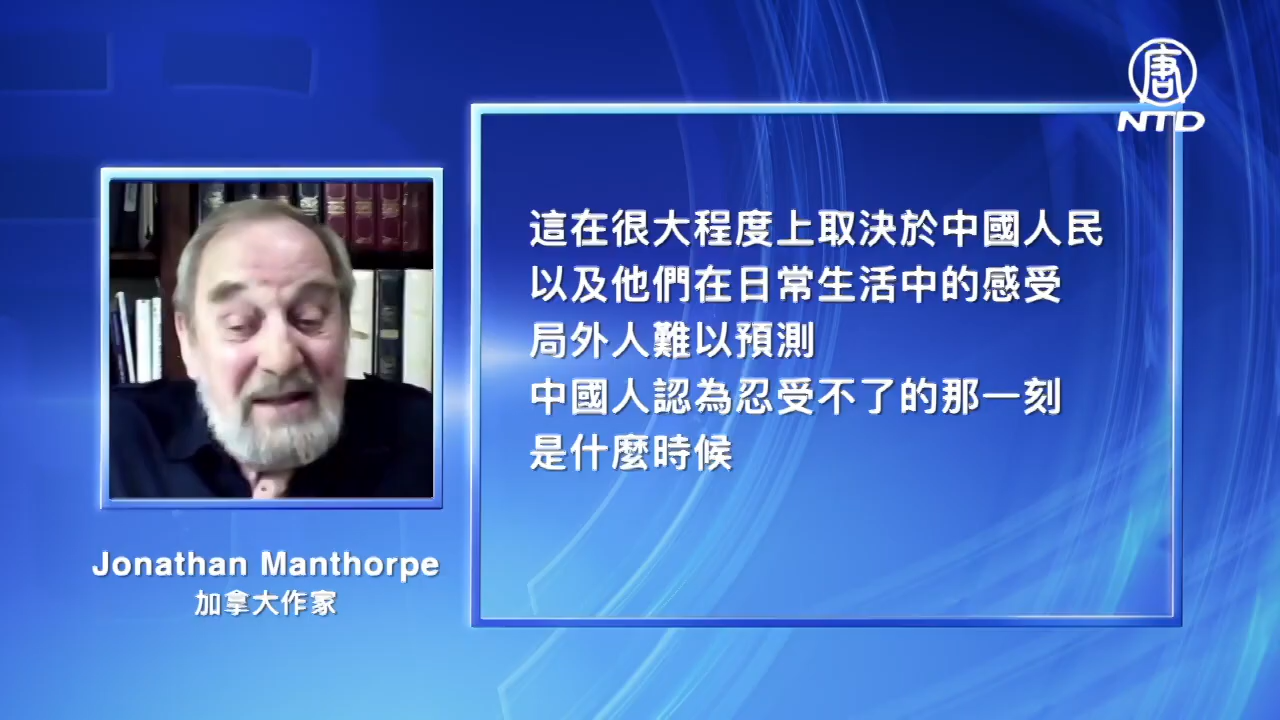 唐
NTD
這在很大程度上取決於中國人民
以及他們在日常生活中的感受
局外人難以預測
中國人認為忍受不了的那一刻
是什麼時候
Jonathan Manthorpe
加拿大作家